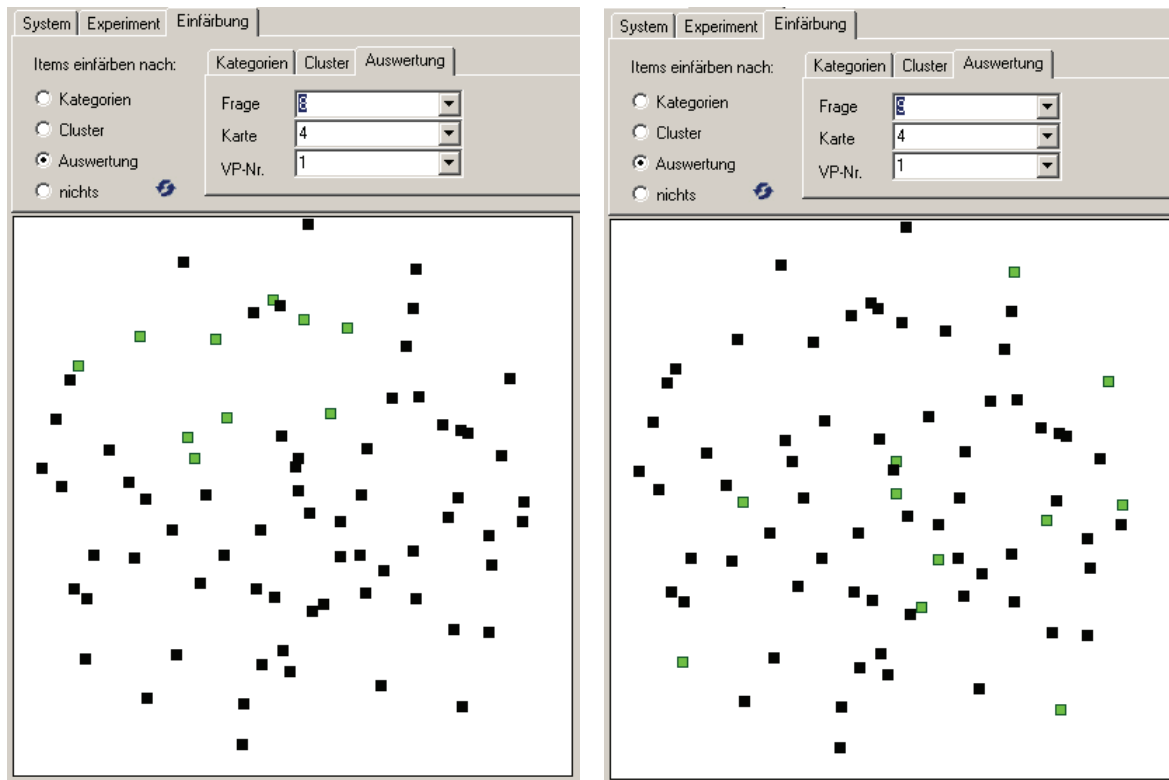 System Experiment Einfärbung
Items einfärben nach:
Kategorien
Cluster
Auswertung
nichts
Kategorien Cluster Auswertung
Frage 8
Karte 4
VP-Nr. 1
System Experiment Einfärbung
Items einfärben nach:
Kategorien
Cluster
Auswertung
nichts
Kategorien Cluster Auswertung
Frage 9
Karte 4
VP-Nr. 1